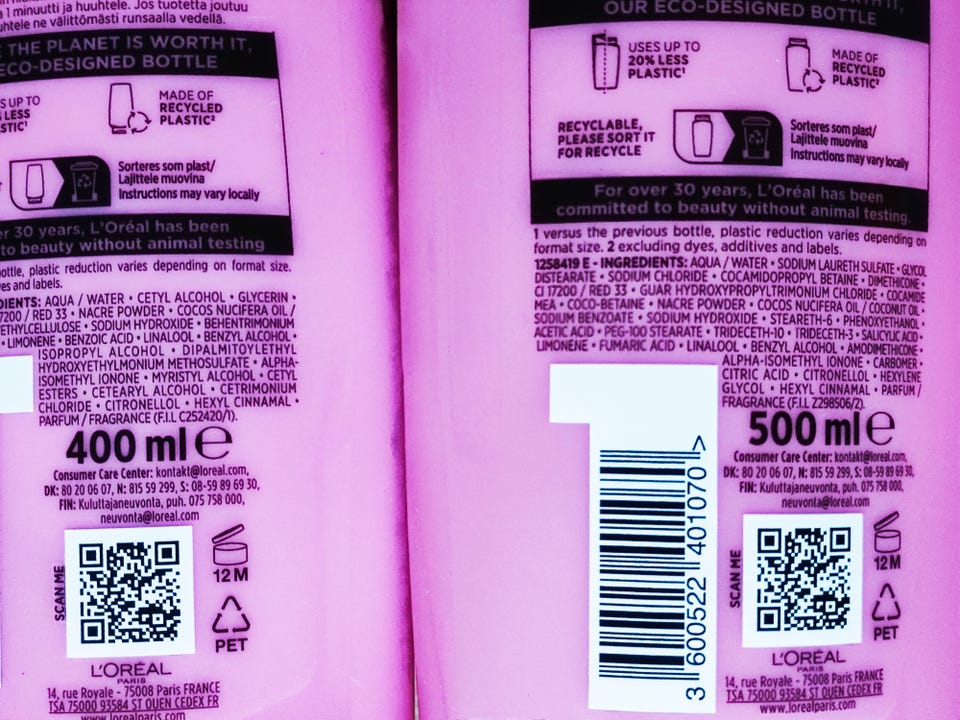 1 minutti ja huuhtele. Jos tuotetta joutuu
huuhtele ne välittömästi runsaalla vedellä.
THE PLANET IS WORTH IT,
ECO-DESIGNED BOTTLE
UP TO
LESS
MADE OF
RECYCLED
PLASTIC²
Sorteres som plast/
Lajittele muovina
Instructions may vary locally
30 years, L'Oréal has been
to beauty without animal testing
bottle, plastic reduction varies depending on format size.
and labels.
AQUA / WATER • CETYL ALCOHOL • GLYCERIN •
/ RED 33 • NACRE POWDER • COCOS NUCIFERA OIL /
• SODIUM HYDROXIDE • BEHENTRIMONIUM
• LIMONENE • BENZOIC ACID • LINALOOL • BENZYL ALCOHOL •
ISOPROPYL ALCOHOL • DIPALMITOYLETHYL
HYDROXYETHYLMONIUM METHOSULFATE • ALPHA-
ISOMETHYL IONONE • MYRISTYL ALCOHOL • CETYL
ESTERS • CETEARYL ALCOHOL • CETRIMONIUM
CHLORIDE • CITRONELLOL • HEXYL CINNAMAL •
PARFUM / FRAGRANCE (F.I.L C252420/1).
400 ml e
Consumer Care Center: kontakt@loreal.com,
DK: 80 20 06 07, N: 815 59 299, S: 08-59 89 69 30,
FIN: Kuluttajaneuvonta, puh. 075 758 000,
neuvonta@loreal.com
SCAN ME
12 M
PET
L'ORÉAL
PARIS
14, rue Royale - 75008 Paris FRANCE
TSA 75000 93584 ST OUEN CEDEX FR
www.lorealparis.com
OUR ECO-DESIGNED BOTTLE
USES UP TO
20% LESS
PLASTIC¹
MADE OF
RECYCLED
PLASTIC²
RECYCLABLE,
PLEASE SORT IT
FOR RECYCLE
Sorteres som plast/
Lajittele muovina
Instructions may vary locally
For over 30 years, L'Oréal has been
committed to beauty without animal testing.
1 versus the previous bottle, plastic reduction varies depending on
format size. 2 excluding dyes, additives and labels.
1258419 E - INGREDIENTS: AQUA / WATER • SODIUM LAURETH SULFATE • GLYCOL
DISTEARATE • SODIUM CHLORIDE • COCAMIDOPROPYL BETAINE • DIMETHICONE •
CI 17200 / RED 33 • GUAR HYDROXYPROPYLTRIMONIUM CHLORIDE • COCAMIDE
MEA • COCO-BETAINE • NACRE POWDER • COCOS NUCIFERA OIL / COCONUT OIL •
SODIUM BENZOATE • SODIUM HYDROXIDE • STEARETH-6 • PHENOXYETHANOL •
ACETIC ACID • PEG-100 STEARATE • TRIDECETH-10 • TRIDECETH-3 • SALICYLIC ACID •
LIMONENE • FUMARIC ACID • LINALOOL • BENZYL ALCOHOL • AMODIMETHICONE •
ALPHA-ISOMETHYL IONONE • CARBOMER •
CITRIC ACID • CITRONELLOL • HEXYLENE
GLYCOL • HEXYL CINNAMAL • PARFUM /
FRAGRANCE (F.I.L Z298506/2).
500 ml e
Consumer Care Center: kontakt@loreal.com,
DK: 80 20 06 07, N: 815 59 299, S: 08-59 89 69 30,
FIN: Kuluttajaneuvonta, puh. 075 758 000,
neuvonta@loreal.com
3 600522 401070 >
SCAN ME
12 M
PET
L'ORÉAL
PARIS
14, rue Royale - 75008 Paris FRANCE
TSA 75000 93584 ST OUEN CEDEX FR
www.lorealparis.com